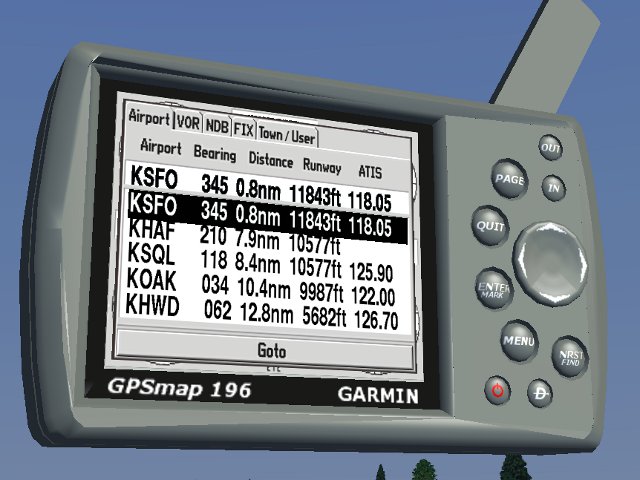 Airport VOR NDB FIX Town / User
Airport Bearing Distance Runway ATIS
KSFO 345 0.8nm 11843ft 118.05
KSFO 345 0.8nm 11843ft 118.05
KHAF 210 7.9nm 10577ft
KSQL 118 8.4nm 10577ft 125.90
KOAK 034 10.4nm 9987ft 122.00
KHWD 062 12.8nm 5682ft 126.70
Goto
GPSmap 196 GARMIN
OUT
PAGE
IN
QUIT
ENTER
MARK
MENU
NRST
FIND
D